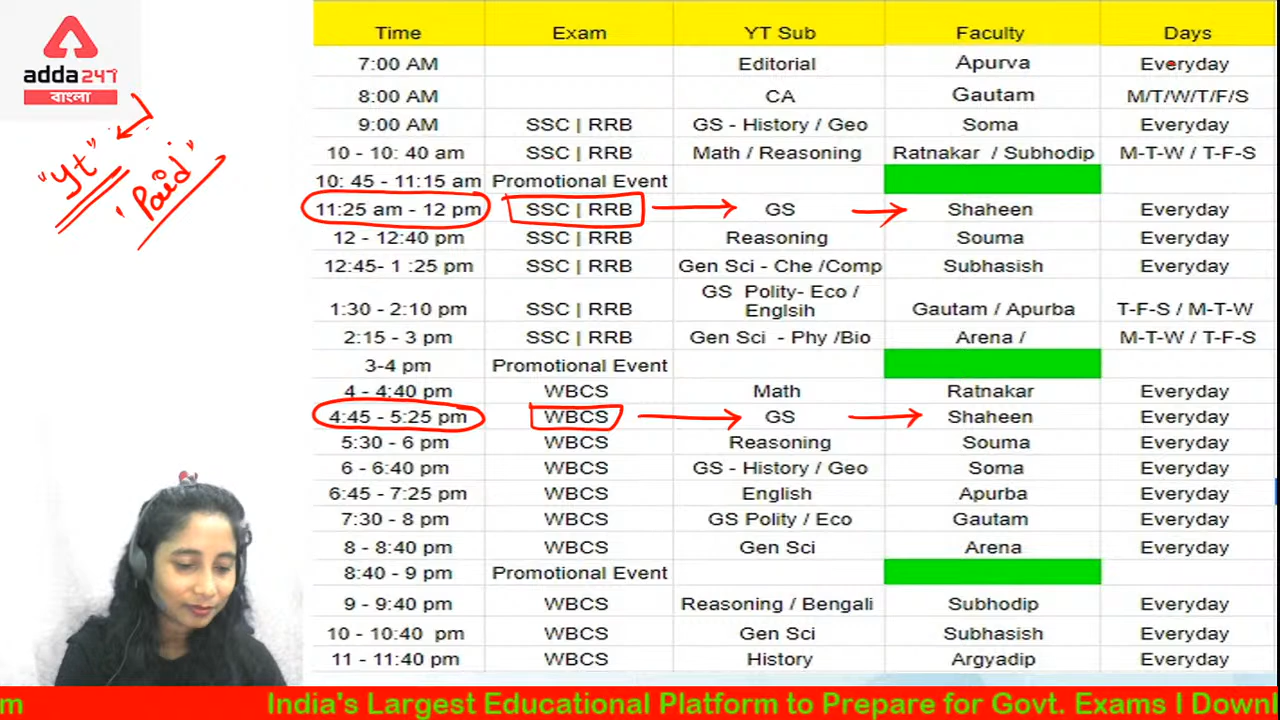 adda247
বাংলা
"Yt"
"Paid"
Time Exam YT Sub Faculty Days
7:00 AM Editorial Apurva Everyday
8:00 AM CA Gautam M/T/W/T/F/S
9:00 AM SSC | RRB GS - History / Geo Soma Everyday
10 - 10: 40 am SSC | RRB Math / Reasoning Ratnakar / Subhodip M-T-W / T-F-S
10: 45 - 11:15 am Promotional Event
11:25 am - 12 pm SSC | RRB GS Shaheen Everyday
12 - 12:40 pm SSC | RRB Reasoning Souma Everyday
12:45- 1 :25 pm SSC | RRB Gen Sci - Che /Comp Subhasish Everyday
1:30 - 2:10 pm SSC | RRB GS Polity- Eco / Englsih Gautam / Apurba T-F-S / M-T-W
2:15 - 3 pm SSC | RRB Gen Sci - Phy /Bio Arena / M-T-W / T-F-S
3-4 pm Promotional Event
4 - 4:40 pm WBCS Math Ratnakar Everyday
4:45 - 5:25 pm WBCS GS Shaheen Everyday
5:30 - 6 pm WBCS Reasoning Souma Everyday
6 - 6:40 pm WBCS GS - History / Geo Soma Everyday
6:45 - 7:25 pm WBCS English Apurba Everyday
7:30 - 8 pm WBCS GS Polity / Eco Gautam Everyday
8 - 8:40 pm WBCS Gen Sci Arena Everyday
8:40 - 9 pm Promotional Event
9 - 9:40 pm WBCS Reasoning / Bengali Subhodip Everyday
10 - 10:40 pm WBCS Gen Sci Subhasish Everyday
11 - 11:40 pm WBCS History Argyadip Everyday
m India's Largest Educational Platform to Prepare for Govt. Exams I Downl